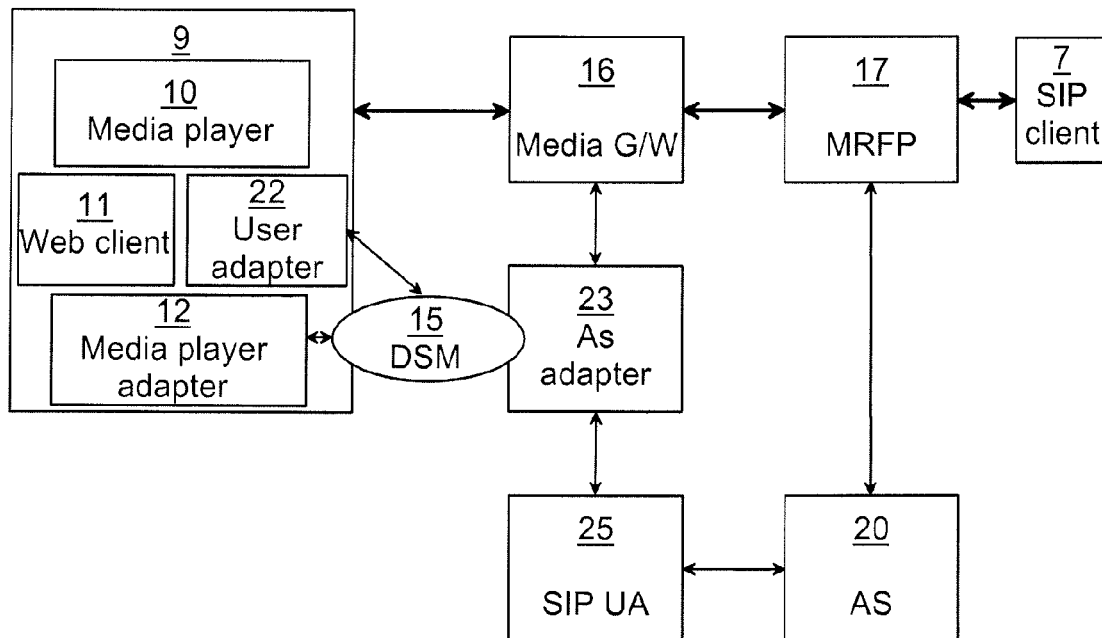 9
10
Media player
11
Web client
22
User
adapter
12
Media player
adapter
15
DSM
16
Media G/W
17
MRFP
7
SIP
client
23
As
adapter
25
SIP UA
20
AS